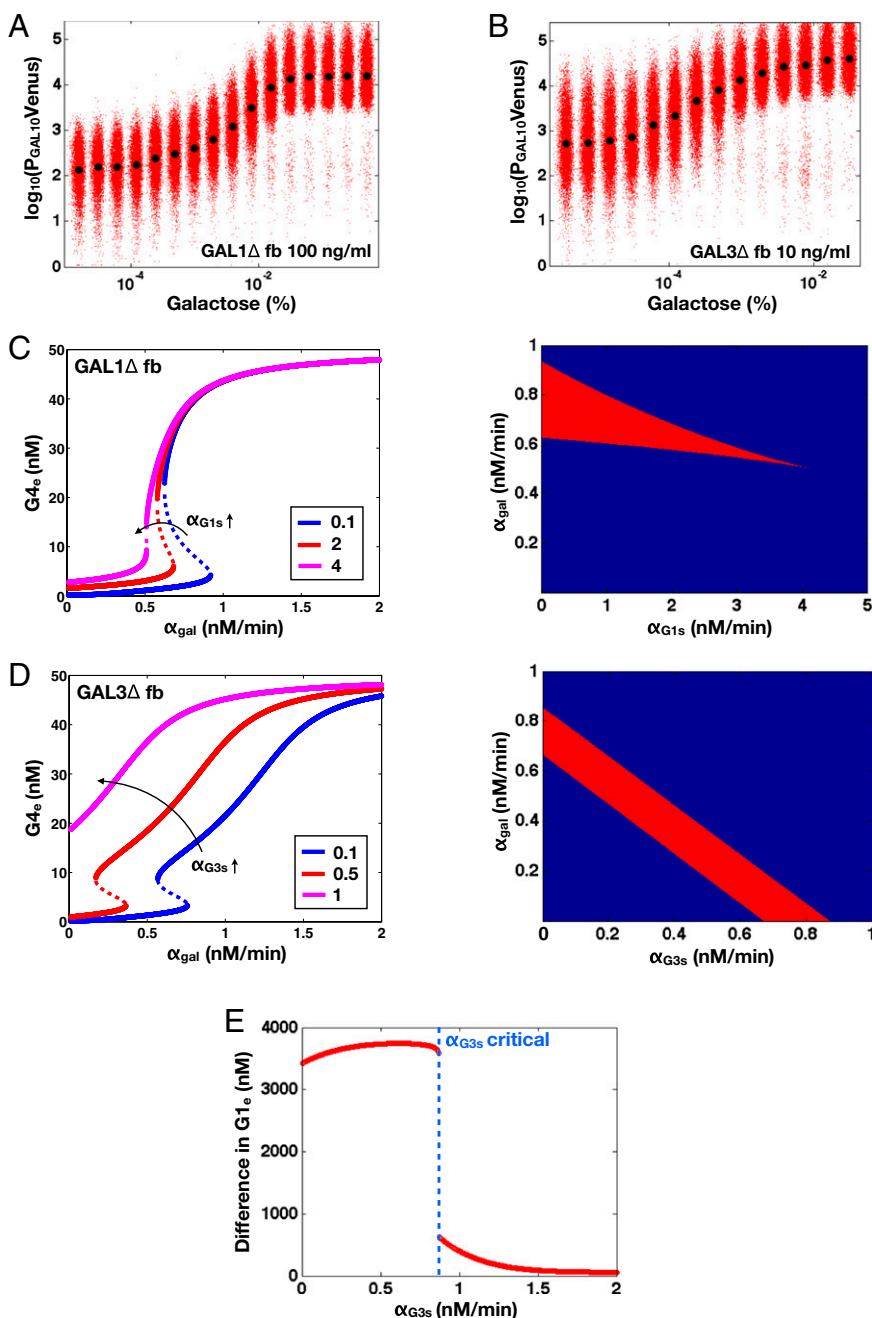 A
log10(PGAL10Venus)
5
4
3
2
1
0
GAL1Δ fb 100 ng/ml
10-4
10-2
Galactose (%)
B
log10(PGAL10Venus)
5
4
3
2
1
0
GAL3Δ fb 10 ng/ml
10-4
10-2
Galactose (%)
C
GAL1Δ fb
G4e (nM)
50
40
30
20
10
0
αG1s ↑
0.1
2
4
0
0.5
1
1.5
2
αgal (nM/min)
αgal (nM/min)
1
0.8
0.6
0.4
0.2
0
1
2
3
4
5
αG1s (nM/min)
D
GAL3Δ fb
G4e (nM)
50
40
30
20
10
0
αG3s ↑
0.1
0.5
1
0
0.5
1
1.5
2
αgal (nM/min)
αgal (nM/min)
1
0.8
0.6
0.4
0.2
0
0.2
0.4
0.6
0.8
1
αG3s (nM/min)
E
Difference in G1e (nM)
4000
3000
2000
1000
0
αG3s critical
0
0.5
1
1.5
2
αG3s (nM/min)